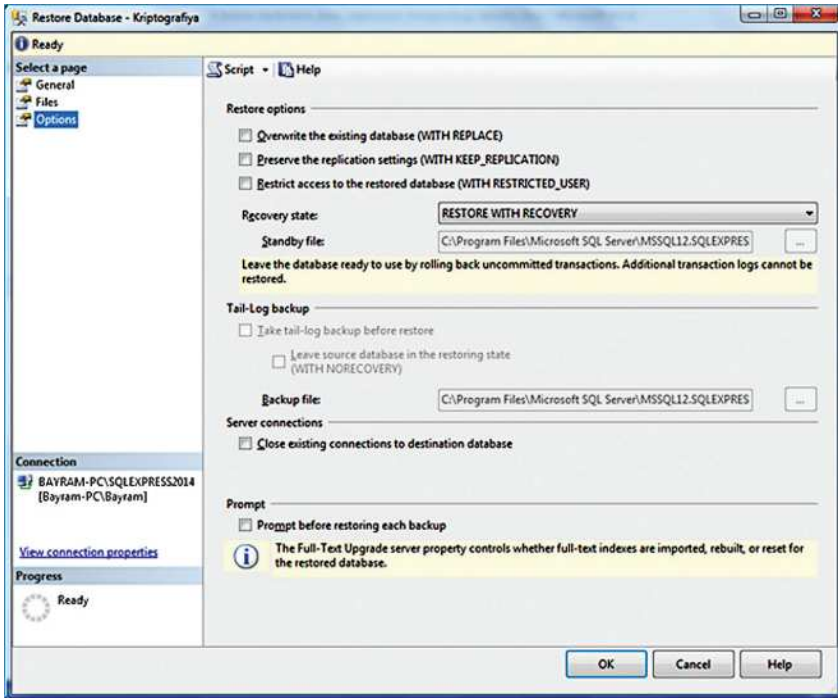 Restore Database - Kriptografiya
Ready
Select a page
General
Files
Options
Script
Help
Restore options
Overwrite the existing database (WITH REPLACE)
Preserve the replication settings (WITH KEEP_REPLICATION)
Restrict access to the restored database (WITH RESTRICTED_USER)
Recovery state:
RESTORE WITH RECOVERY
Standby file:
C:\Program Files\Microsoft SQL Server\MSSQL12.SQLEXPRES
...
Leave the database ready to use by rolling back uncommitted transactions. Additional transaction logs cannot be
restored.
Tail-Log backup
Take tail-log backup before restore
Leave source database in the restoring state
(WITH NORECOVERY)
Backup file:
C:\Program Files\Microsoft SQL Server\MSSQL12.SQLEXPRES
...
Server connections
Close existing connections to destination database
Connection
BAYRAM-PC\SQLEXPRESS2014
[Bayram-PC\Bayram]
View connection properties
Progress
Ready
Prompt
Prompt before restoring each backup
The Full-Text Upgrade server property controls whether full-text indexes are imported, rebuilt, or reset for
the restored database.
OK
Cancel
Help